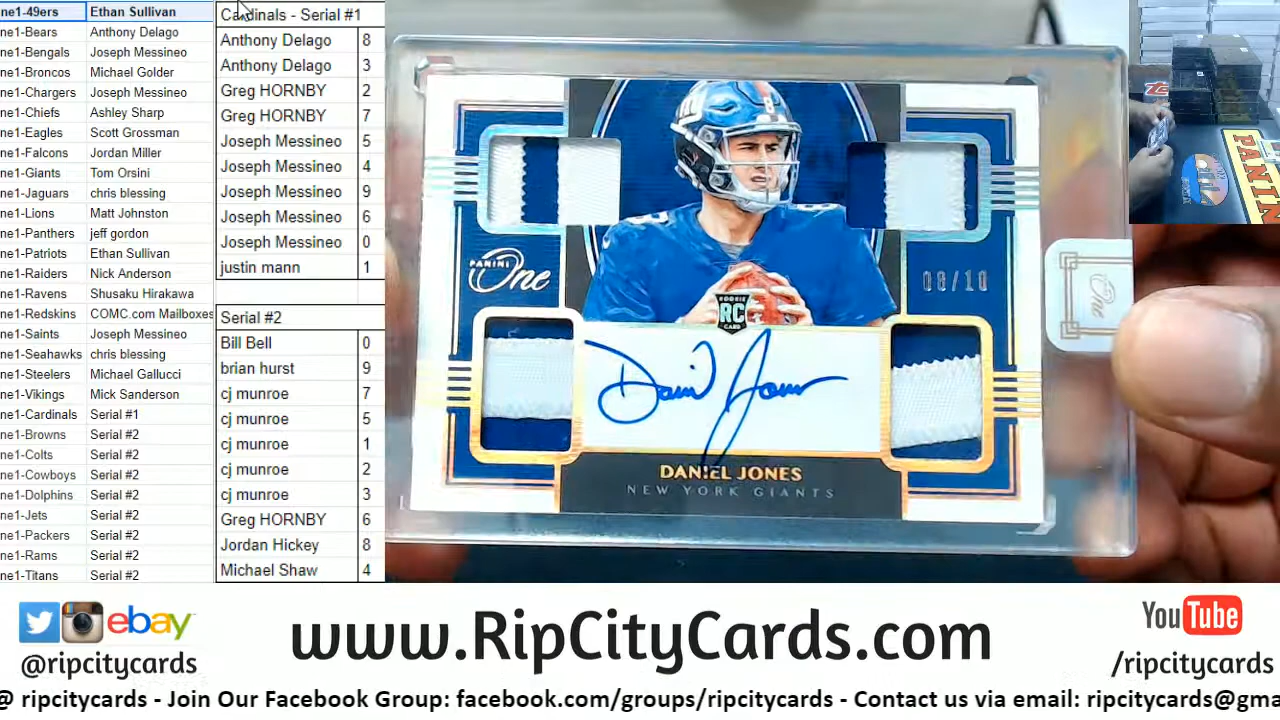 ne1-49ers Ethan Sullivan
ne1-Bears Anthony Delago
ne1-Bengals Joseph Messineo
ne1-Broncos Michael Golder
ne1-Chargers Joseph Messineo
ne1-Chiefs Ashley Sharp
ne1-Eagles Scott Grossman
ne1-Falcons Jordan Miller
ne1-Giants Tom Orsini
ne1-Jaguars chris blessing
ne1-Lions Matt Johnston
ne1-Panthers jeff gordon
ne1-Patriots Ethan Sullivan
ne1-Raiders Nick Anderson
ne1-Ravens Shusaku Hirakawa
ne1-Redskins COMC.com Mailboxes
ne1-Saints Joseph Messineo
ne1-Seahawks chris blessing
ne1-Steelers Michael Gallucci
ne1-Vikings Mick Sanderson
ne1-Cardinals Serial #1
ne1-Browns Serial #2
ne1-Colts Serial #2
ne1-Cowboys Serial #2
ne1-Dolphins Serial #2
ne1-Jets Serial #2
ne1-Packers Serial #2
ne1-Rams Serial #2
ne1-Titans Serial #2
Cardinals - Serial #1
Anthony Delago 8
Anthony Delago 3
Greg HORNBY 2
Greg HORNBY 7
Joseph Messineo 5
Joseph Messineo 4
Joseph Messineo 9
Joseph Messineo 6
Joseph Messineo 0
justin mann 1
Serial #2
Bill Bell 0
brian hurst 9
cj munroe 7
cj munroe 5
cj munroe 1
cj munroe 2
cj munroe 3
Greg HORNBY 6
Jordan Hickey 8
Michael Shaw 4
PANINI
One
08/10
ROOKIE
RC
CARD
Daniel Jones
DANIEL JONES
NEW YORK GIANTS
One
PANINI
ebay
@ripcitycards
www.RipCityCards.com
YouTube
/ripcitycards
@ ripcitycards - Join Our Facebook Group: facebook.com/groups/ripcitycards - Contact us via email: ripcitycards@gma